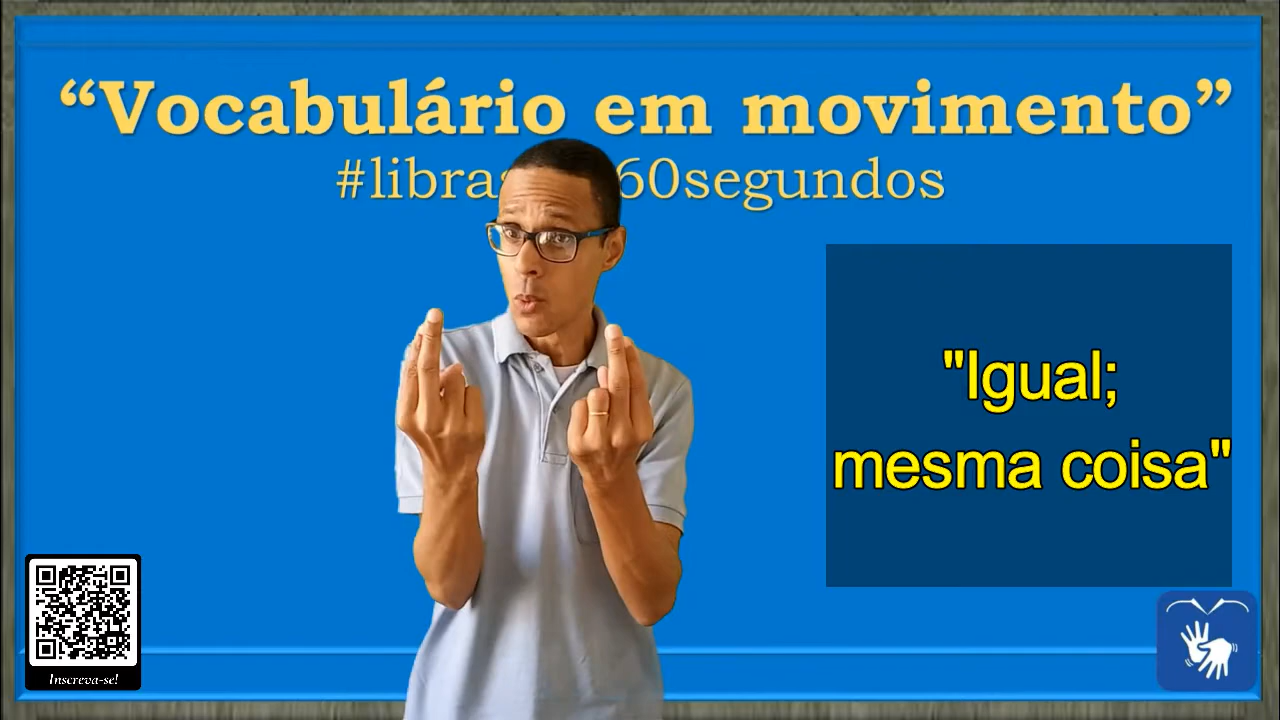 “Vocabulário em movimento”
#libras 60segundos
"Igual;
mesma coisa"
Inscreva-se!